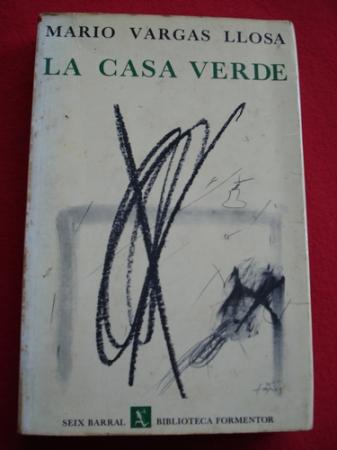 MARIO VARGAS LLOSA
LA CASA VERDE
SEIX BARRAL BIBLIOTECA FORMENTOR